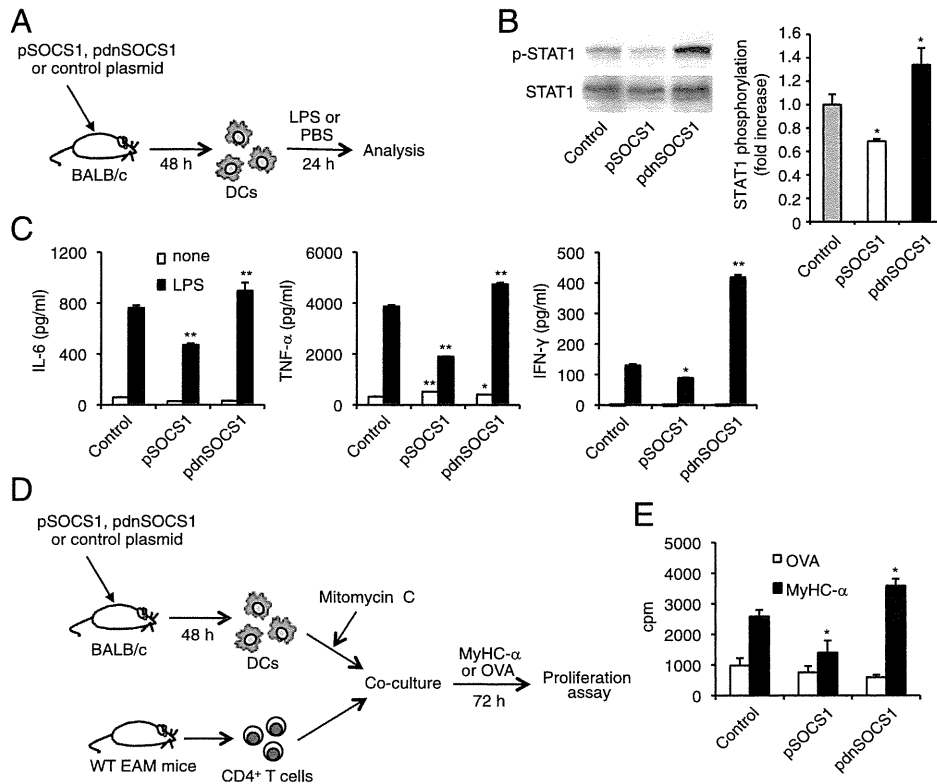 A
pSOCS1, pdnSOCS1
or control plasmid
BALB/c
48 h
DCs
LPS or
PBS
24 h
Analysis
B
p-STAT1
STAT1
Control
pSOCS1
pdnSOCS1
STAT1 phosphorylation
(fold increase)
1.6
1.4
1.2
1.0
0.8
0.6
0.4
0.2
0
*
*
Control
pSOCS1
pdnSOCS1
C
IL-6 (pg/ml)
1200
800
400
0
none
LPS
**
**
Control
pSOCS1
pdnSOCS1
TNF-α (pg/ml)
6000
4000
2000
0
**
**
*
**
Control
pSOCS1
pdnSOCS1
IFN-γ (pg/ml)
500
400
300
200
100
0
*
**
Control
pSOCS1
pdnSOCS1
D
pSOCS1, pdnSOCS1
or control plasmid
BALB/c
48 h
DCs
Mitomycin C
WT EAM mice
CD4+ T cells
Co-culture
MyHC-α
or OVA
72 h
Proliferation
assay
E
cpm
5000
4000
3000
2000
1000
0
OVA
MyHC-α
*
*
Control
pSOCS1
pdnSOCS1